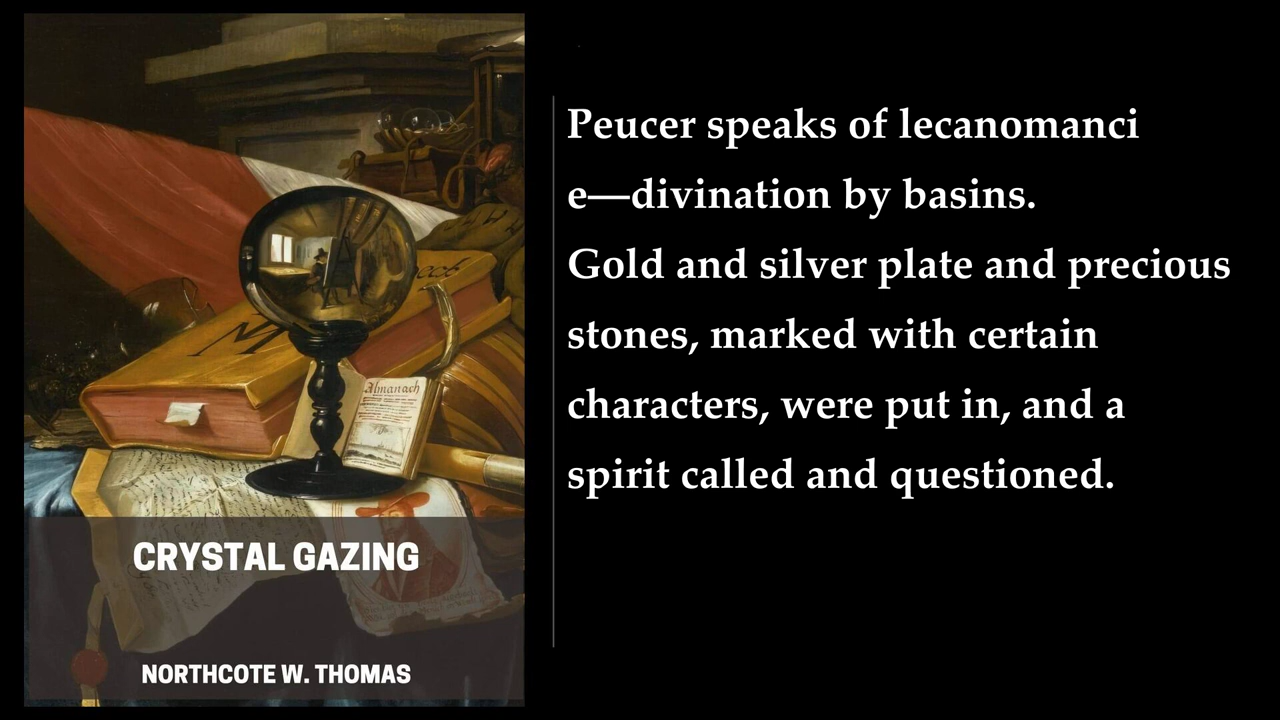 Peucer speaks of lecanomanci
e—divination by basins.
Gold and silver plate and precious
stones, marked with certain
characters, were put in, and a
spirit called and questioned.
Almanach
CRYSTAL GAZING
NORTHCOTE W. THOMAS